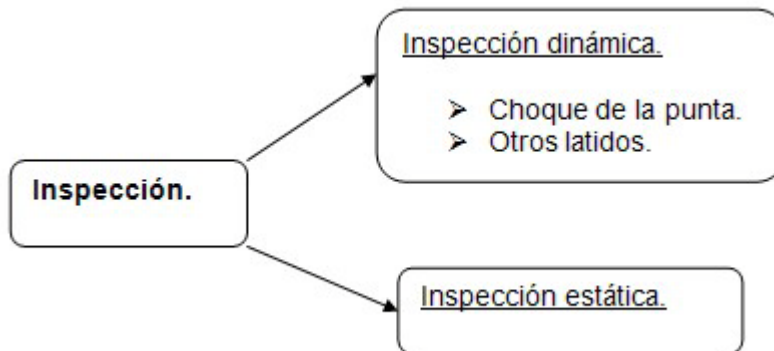 Inspección dinámica.
➢ Choque de la punta.
➢ Otros latidos.
Inspección.
Inspección estática.